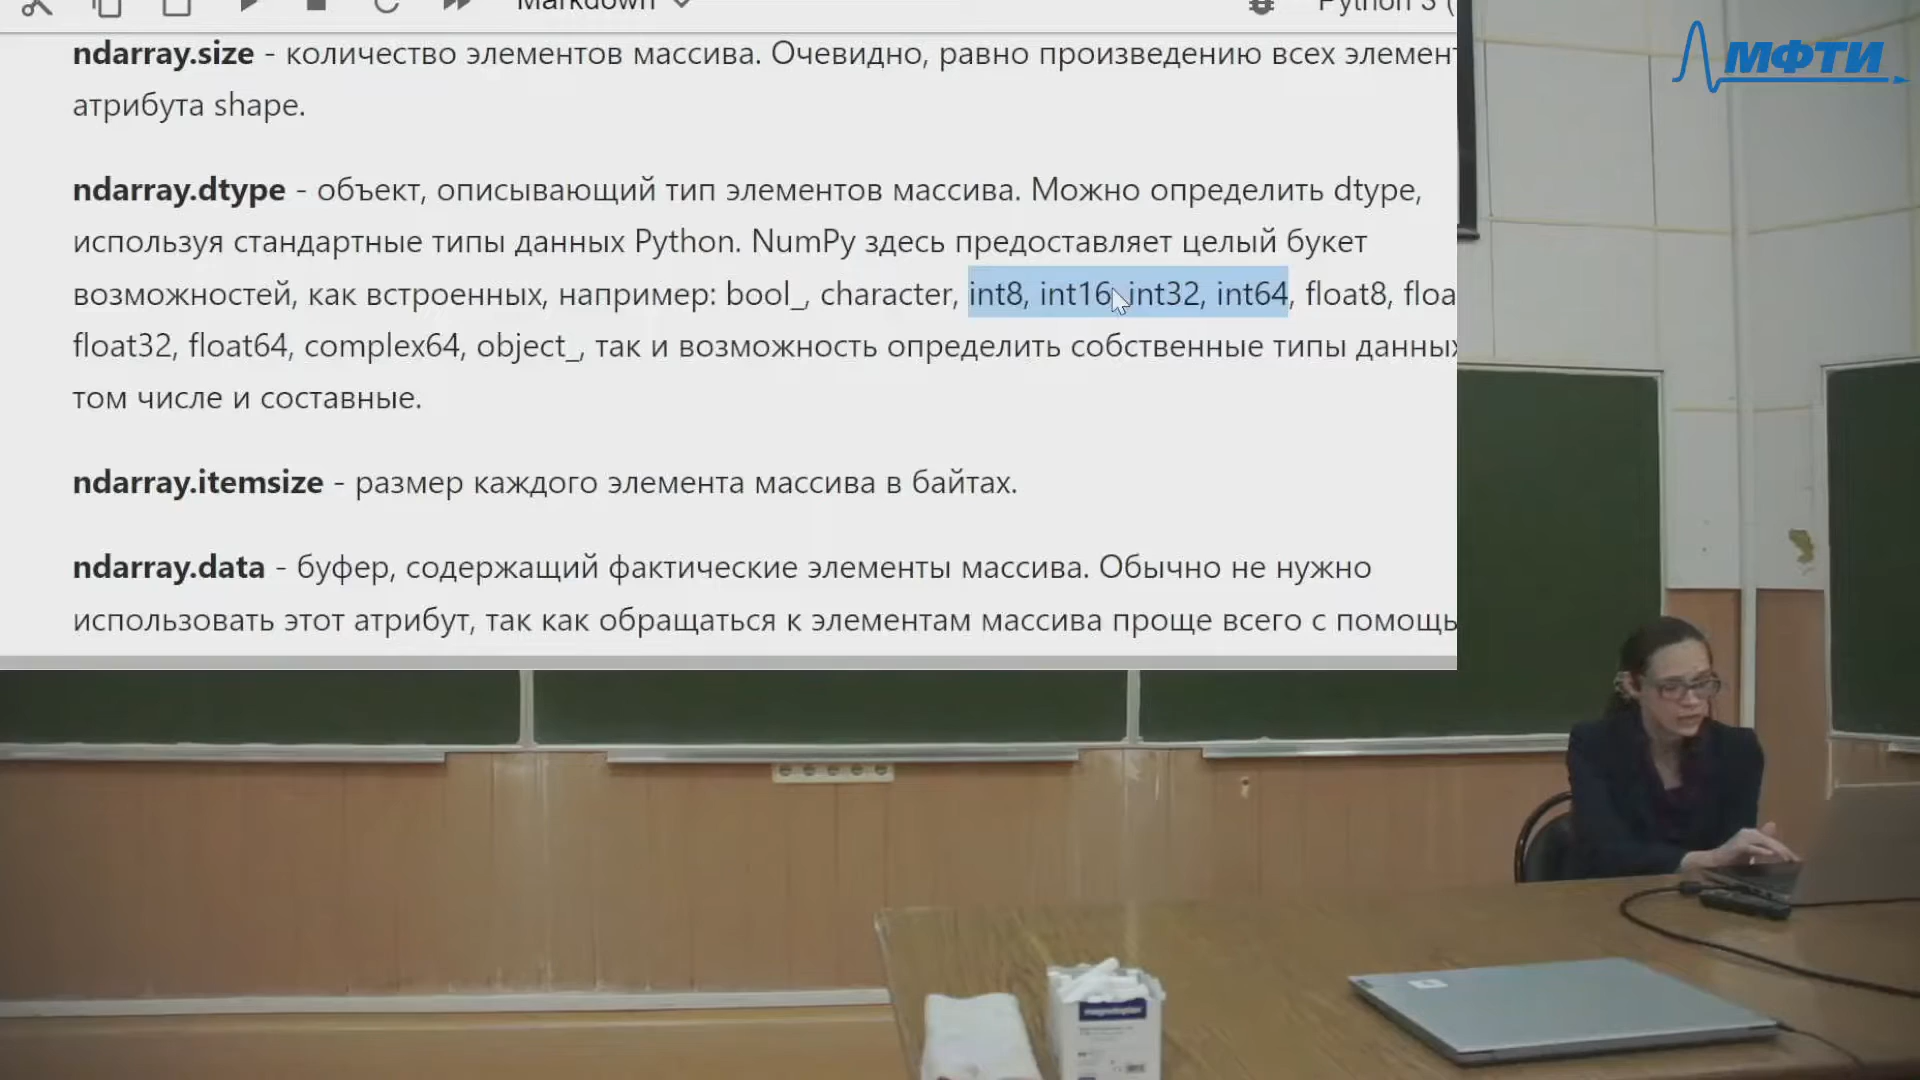 Markdown
Python 3 (
ndarray.size - количество элементов массива. Очевидно, равно произведению всех элемент
атрибута shape.
ndarray.dtype - объект, описывающий тип элементов массива. Можно определить dtype,
используя стандартные типы данных Python. NumPy здесь предоставляет целый букет
возможностей, как встроенных, например: bool_, character, int8, int16, int32, int64, float8, floa
float32, float64, complex64, object_, так и возможность определить собственные типы данных
том числе и составные.
ndarray.itemsize - размер каждого элемента массива в байтах.
ndarray.data - буфер, содержащий фактические элементы массива. Обычно не нужно
использовать этот атрибут, так как обращаться к элементам массива проще всего с помощь
МФТИ